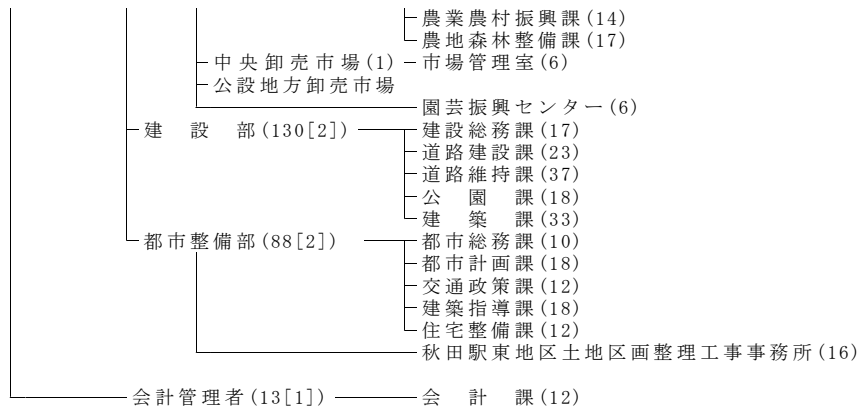 農業農村振興課(14)
農地森林整備課(17)
中央卸売市場(1) 市場管理室(6)
公設地方卸売市場
園芸振興センター(6)
建設部(130[2]) 建設総務課(17)
道路建設課(23)
道路維持課(37)
公園課(18)
建築課(33)
都市整備部(88[2]) 都市総務課(10)
都市計画課(18)
交通政策課(12)
建築指導課(18)
住宅整備課(12)
秋田駅東地区土地区画整理工事事務所(16)
会計管理者(13[1]) 会計課(12)